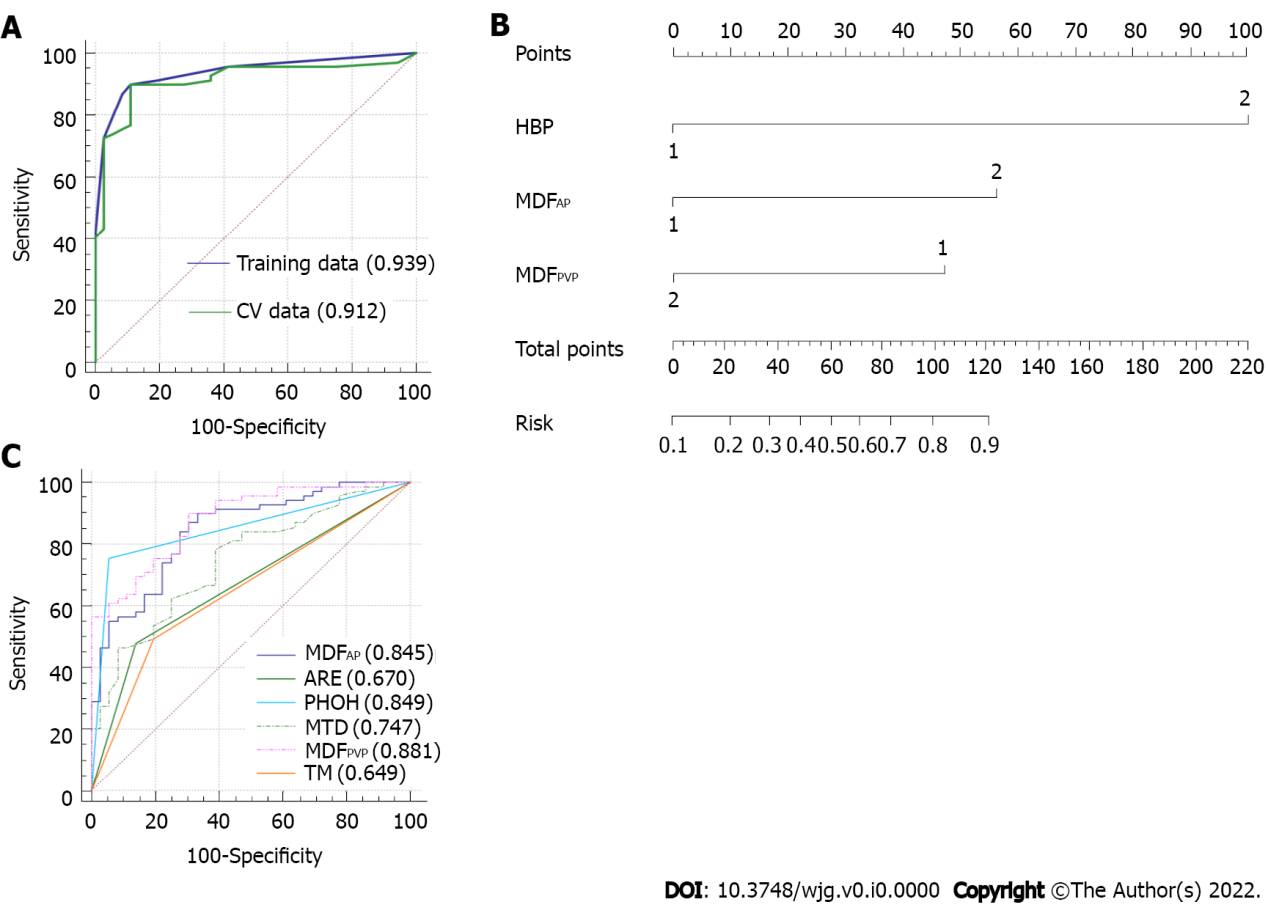 A
100
80
60
40
20
0
Sensitivity
Training data (0.939)
CV data (0.912)
0 20 40 60 80 100
100-Specificity
B
Points
0 10 20 30 40 50 60 70 80 90 100
HBP
2
1
MDFAP
2
1
MDFPVP
1
2
Total points
0 20 40 60 80 100 120 140 160 180 200 220
Risk
0.1 0.2 0.3 0.4 0.5 0.6 0.7 0.8 0.9
C
100
80
60
40
20
0
Sensitivity
MDFAP (0.845)
ARE (0.670)
PHOH (0.849)
MTD (0.747)
MDFPVP (0.881)
TM (0.649)
0 20 40 60 80 100
100-Specificity
DOI: 10.3748/wjg.v0.i0.0000 Copyright ©The Author(s) 2022.